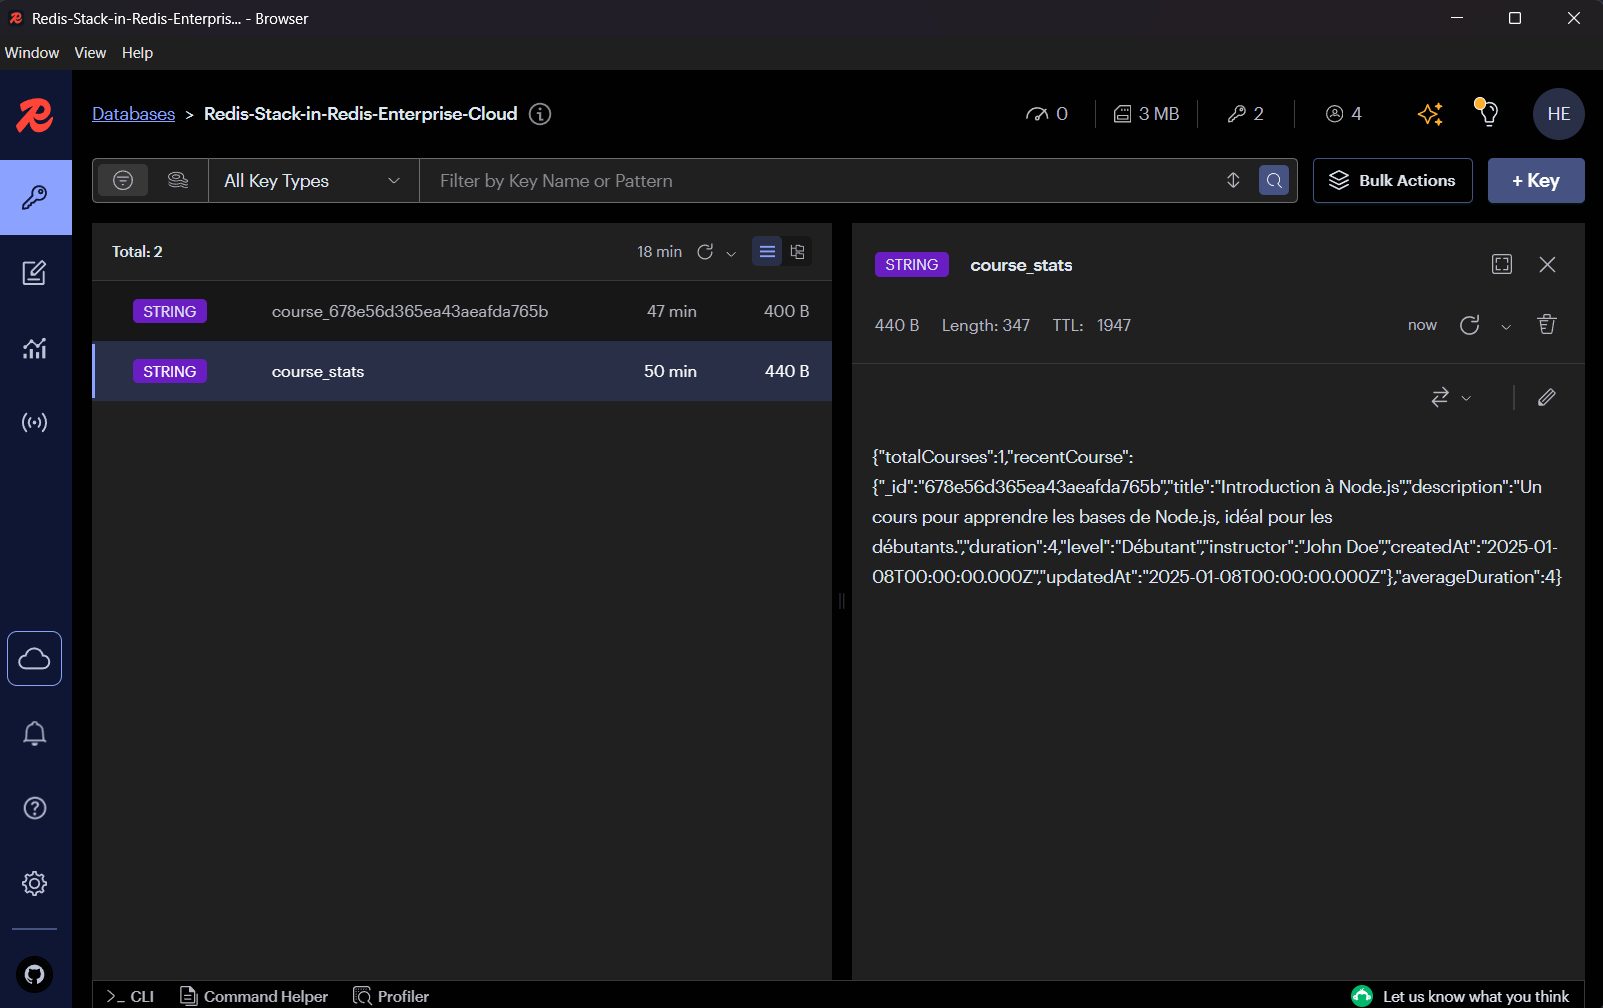 Redis-Stack-in-Redis-Enterpris... - Browser
Window View Help
Databases > Redis-Stack-in-Redis-Enterprise-Cloud
0 3 MB 2 4 HE
All Key Types Filter by Key Name or Pattern Bulk Actions + Key
Total: 2 18 min
STRING course_678e56d365ea43aeafda765b 47 min 400 B
STRING course_stats 50 min 440 B
STRING course_stats
440 B Length: 347 TTL: 1947 now
{"totalCourses":1,"recentCourse":
{"_id":"678e56d365ea43aeafda765b","title":"Introduction à Node.js","description":"Un
cours pour apprendre les bases de Node.js, idéal pour les
débutants.","duration":4,"level":"Débutant","instructor":"John Doe","createdAt":"2025-01-
08T00:00:00.000Z","updatedAt":"2025-01-08T00:00:00.000Z"},"averageDuration":4}
>_ CLI Command Helper Profiler Let us know what you think